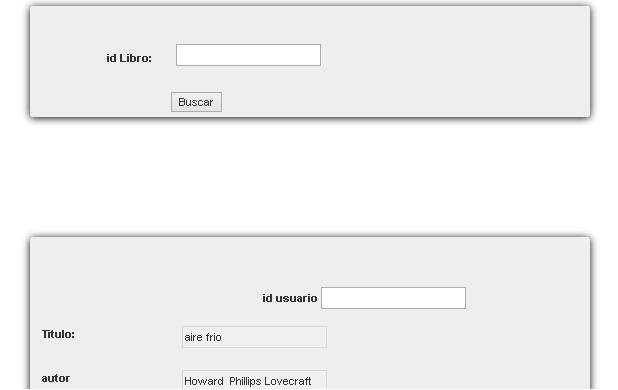 id Libro:
Buscar
id usuario
Titulo:
aire frio
autor
Howard Phillips Lovecraft